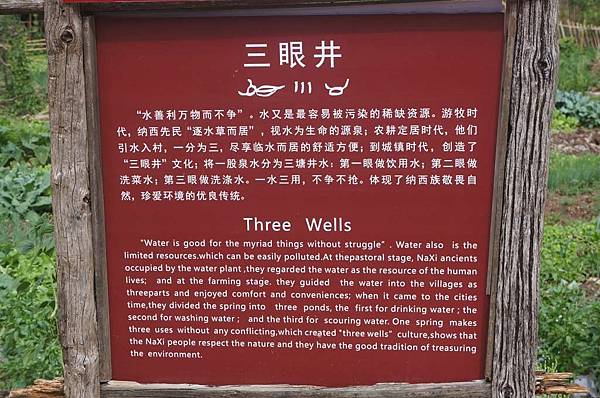 三眼井
"水善利万物而不争"。水又是最容易被污染的稀缺资源。游牧时
代，纳西先民"逐水草而居"，视水为生命的源泉；农耕定居时代，他们
引水入村，一分为三，尽享临水而居的舒适方便；到城镇时代，创造了
"三眼井"文化；将一股泉水分为三塘井水：第一眼做饮用水；第二眼做
洗菜水；第三眼做洗涤水。一水三用，不争不抢。体现了纳西族敬畏自
然，珍爱环境的优良传统。
Three Wells
"Water is good for the myriad things without struggle" . Water also is the
limited resources.which can be easily polluted.At thepastoral stage, NaXi ancients
occupied by the water plant ,they regarded the water as the resource of the human
lives; and at the farming stage. they guided the water into the villages as
threeparts and enjoyed comfort and conveniences; when it came to the cities
time,they divided the spring into three ponds, the first for drinking water ; the
second for washing water ; and the third for scouring water. One spring makes
three uses without any conflicting,which created "three wells" culture,shows that
the NaXi people respect the nature and they have the good tradition of treasuring
the environment.